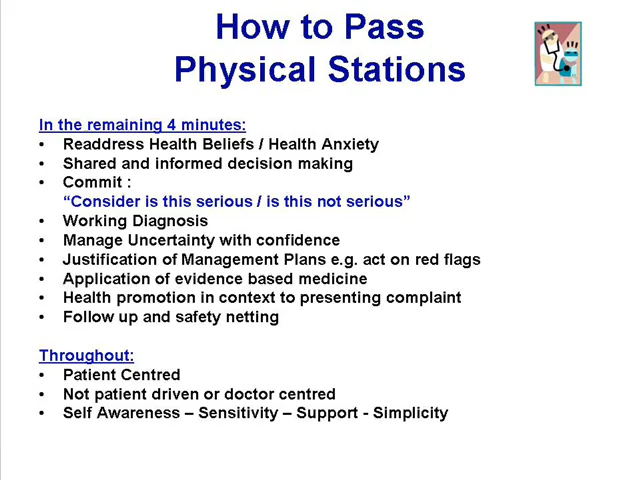 How to Pass
Physical Stations
In the remaining 4 minutes:
• Readdress Health Beliefs / Health Anxiety
• Shared and informed decision making
• Commit :
“Consider is this serious / is this not serious”
• Working Diagnosis
• Manage Uncertainty with confidence
• Justification of Management Plans e.g. act on red flags
• Application of evidence based medicine
• Health promotion in context to presenting complaint
• Follow up and safety netting
Throughout:
• Patient Centred
• Not patient driven or doctor centred
• Self Awareness – Sensitivity – Support - Simplicity